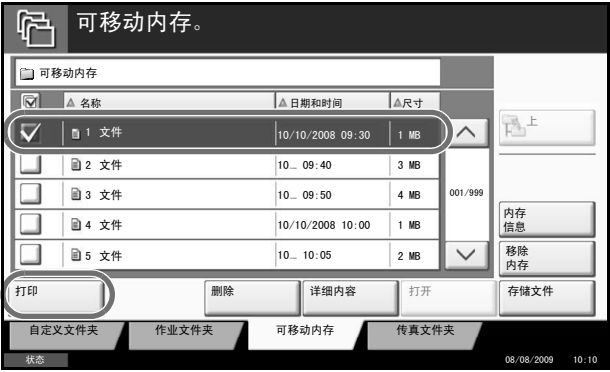 可移动内存。
可移动内存
名称 日期和时间 尺寸
1 文件 10/10/2008 09:30 1 MB
上
2 文件 10… 09:40 3 MB
3 文件 10… 09:50 4 MB
001/999
4 文件 10/10/2008 10:00 1 MB
内存
信息
5 文件 10… 10:05 2 MB
移除
内存
打印 删除 详细内容 打开 存储文件
自定义文件夹 作业文件夹 可移动内存 传真文件夹
状态 08/08/2009 10:10